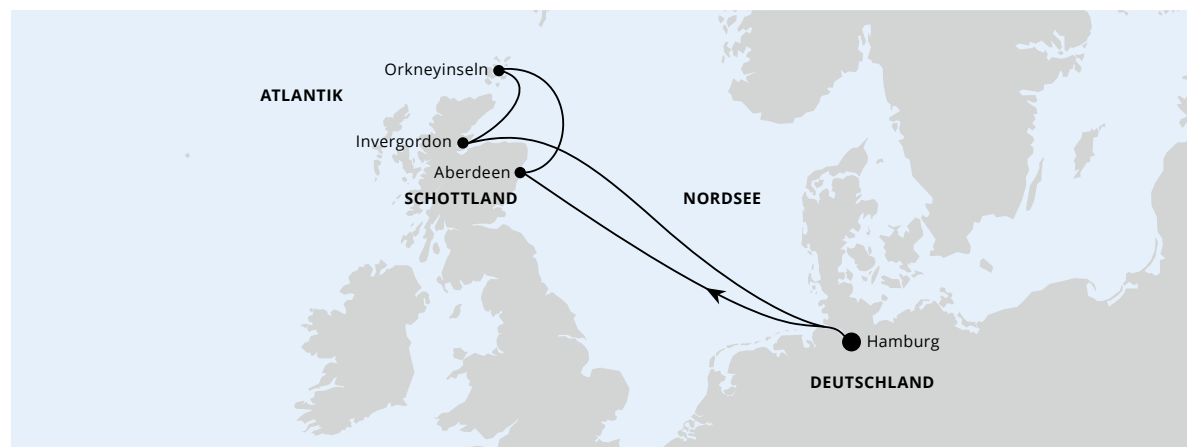 Orkneyinseln
ATLANTIK
Invergordon
Aberdeen
SCHOTTLAND
NORDSEE
Hamburg
DEUTSCHLAND